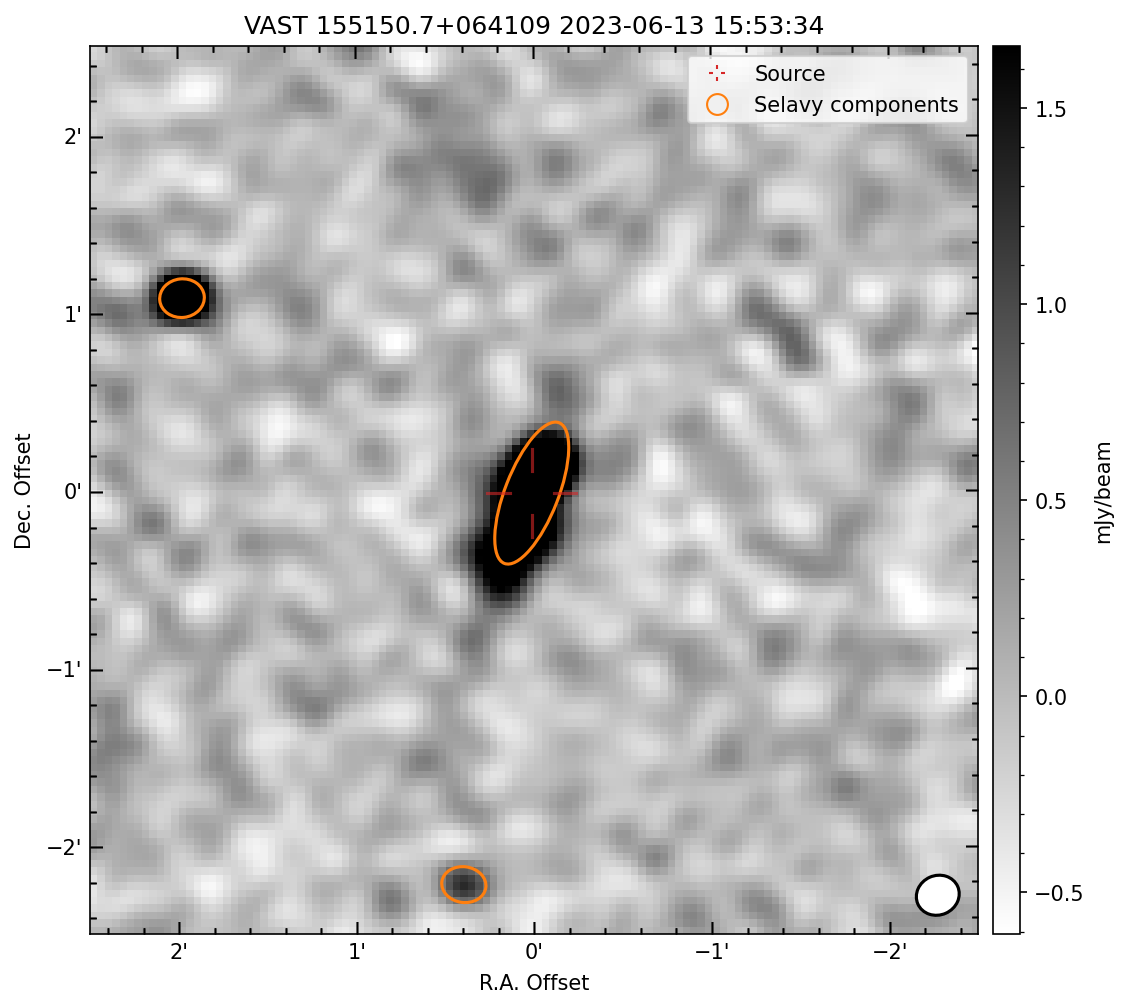 VAST 155150.7+064109 2023-06-13 15:53:34
Source
Selavy components
2'
1'
0'
−1'
−2'
Dec. Offset
2'
1'
0'
−1'
−2'
R.A. Offset
1.5
1.0
0.5
0.0
−0.5
mJy/beam